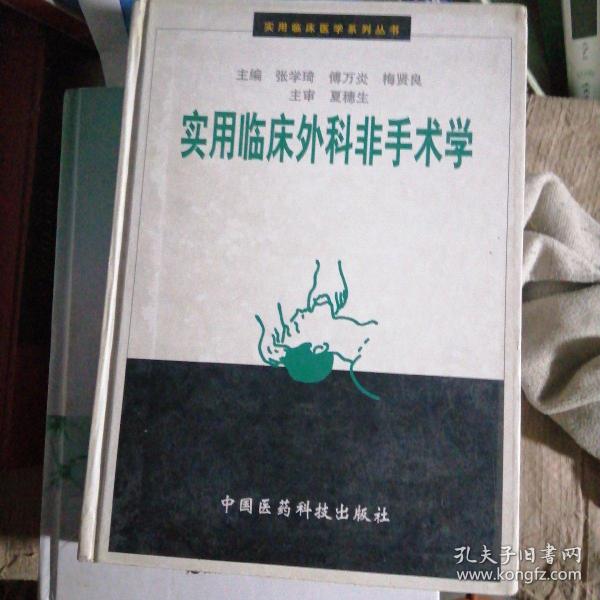 实用临床医学系列丛书
主编 张学琦 傅万炎 梅贤良
主审 夏穗生
实用临床外科非手术学
中国医药科技出版社
孔夫子旧书网
www.kongfz.com